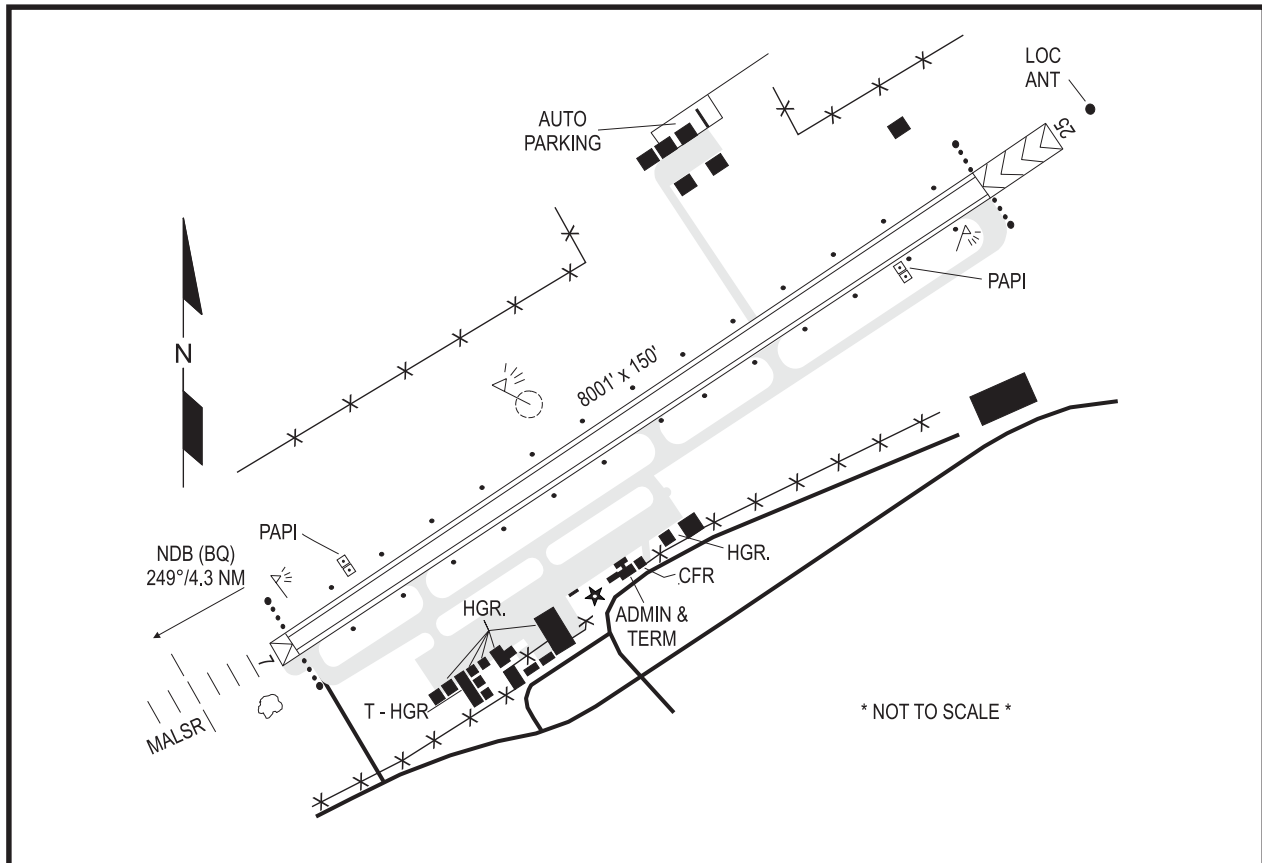 LOC
ANT
25
AUTO
PARKING
PAPI
8001' x 150'
N
PAPI
NDB (BQ)
249°/4.3 NM
HGR.
CFR
HGR.
ADMIN &
TERM
7
T - HGR
MALSR
* NOT TO SCALE *